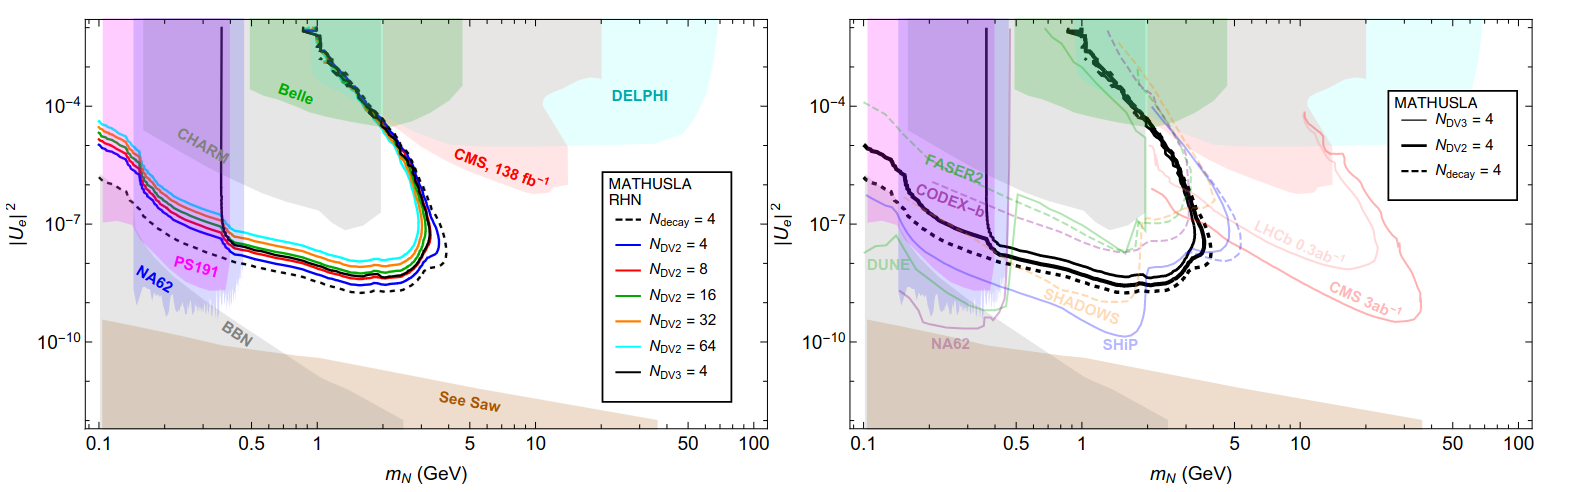 |U_e|^2
10^-4
10^-7
10^-10
Belle
DELPHI
CHARM
CMS, 138 fb^-1
PS191
NA62
BBN
See Saw
MATHUSLA
RHN
N_decay = 4
N_DV2 = 4
N_DV2 = 8
N_DV2 = 16
N_DV2 = 32
N_DV2 = 64
N_DV3 = 4
0.1 0.5 1 5 10 50 100
m_N (GeV)
|U_e|^2
10^-4
10^-7
10^-10
MATHUSLA
N_DV3 = 4
N_DV2 = 4
N_decay = 4
FASER2
CODEX-b
DUNE
LHCb 0.3ab^-1
CMS 3ab^-1
SHADOWS
NA62
SHiP
0.1 0.5 1 5 10 50 100
m_N (GeV)